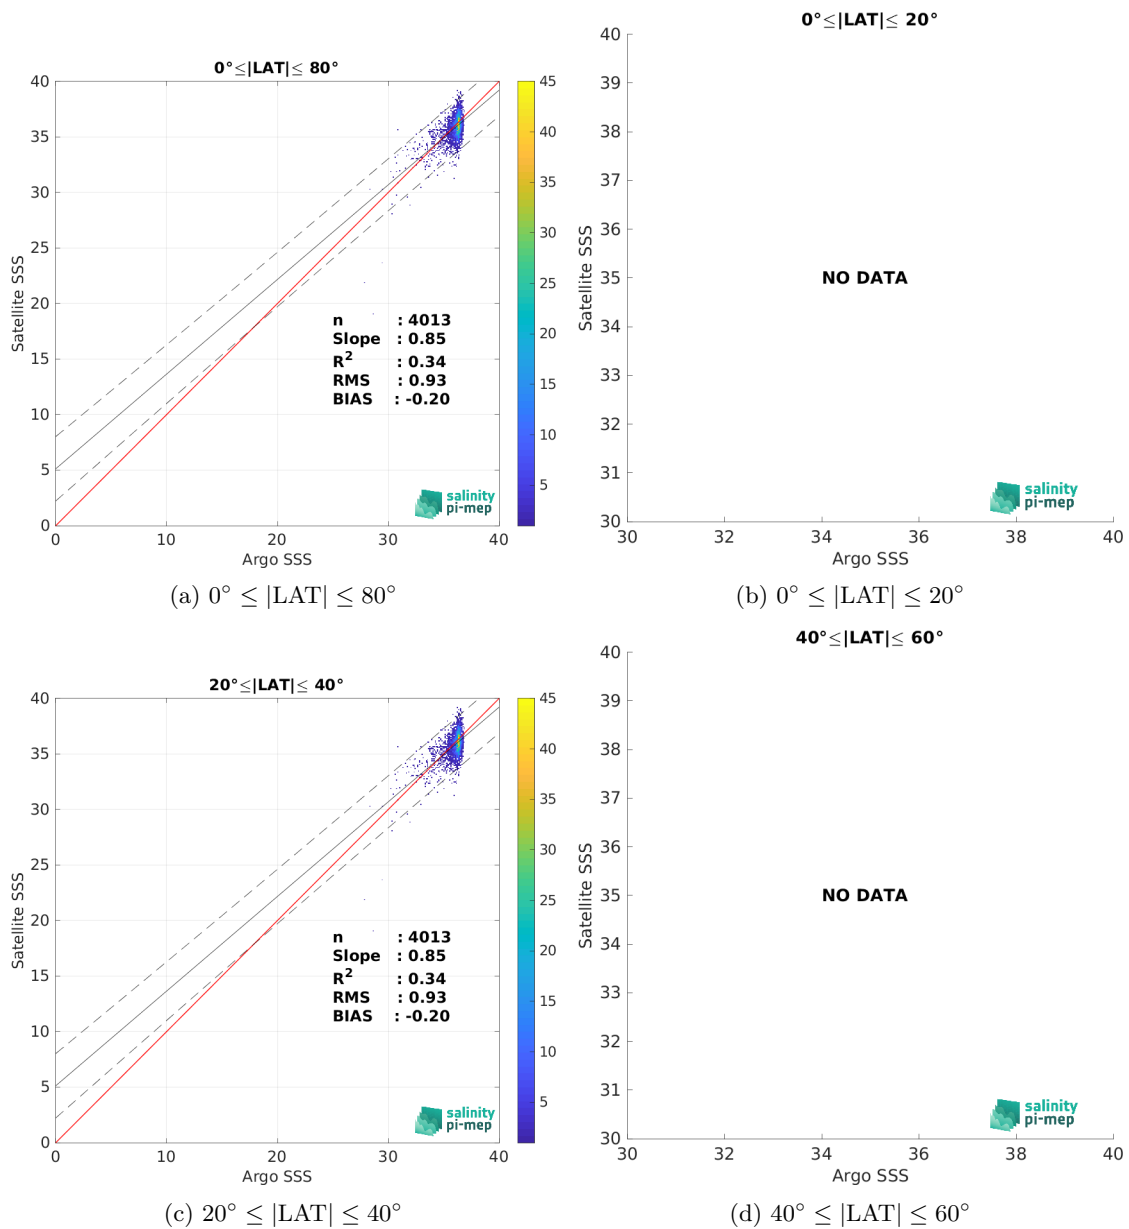 0°≤|LAT|≤ 80°
40
35
30
25
20
15
10
5
0
0
10
20
30
40
Satellite SSS
Argo SSS
n : 4013
Slope : 0.85
R² : 0.34
RMS : 0.93
BIAS : -0.20
salinity
pi-mep
45
40
35
30
25
20
15
10
5
(a) 0° ≤ |LAT| ≤ 80°
0°≤|LAT|≤ 20°
40
39
38
37
36
35
34
33
32
31
30
30
32
34
36
38
40
Satellite SSS
Argo SSS
NO DATA
salinity
pi-mep
(b) 0° ≤ |LAT| ≤ 20°
20°≤|LAT|≤ 40°
40
35
30
25
20
15
10
5
0
0
10
20
30
40
Satellite SSS
Argo SSS
n : 4013
Slope : 0.85
R² : 0.34
RMS : 0.93
BIAS : -0.20
salinity
pi-mep
45
40
35
30
25
20
15
10
5
(c) 20° ≤ |LAT| ≤ 40°
40°≤|LAT|≤ 60°
40
39
38
37
36
35
34
33
32
31
30
30
32
34
36
38
40
Satellite SSS
Argo SSS
NO DATA
salinity
pi-mep
(d) 40° ≤ |LAT| ≤ 60°